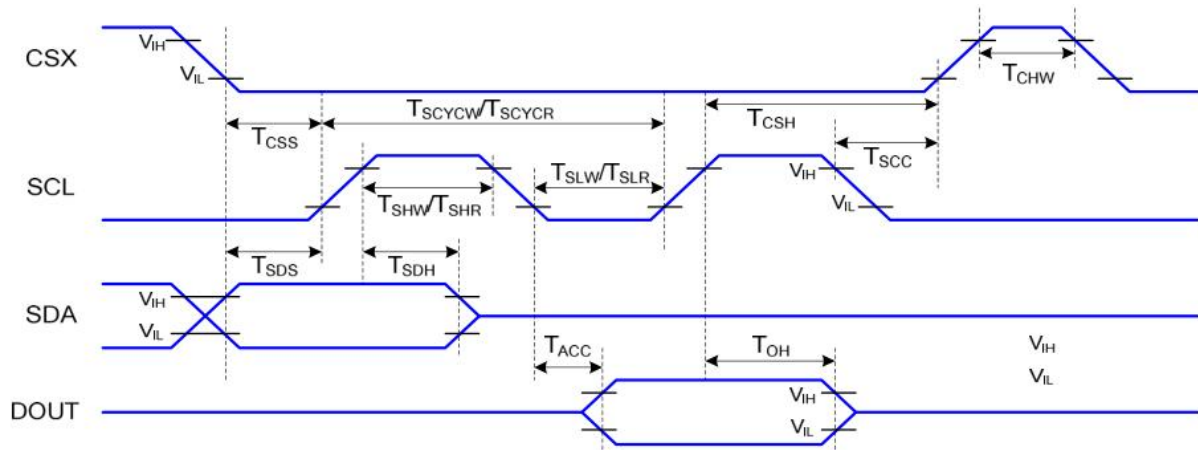 CSX
VIH
VIL
TCHW
TSCYCW/TSCYCR
TCSH
TCSS
TSCC
SCL
TSLW/TSLR
VIH
TSHW/TSHR
VIL
TSDS
TSDH
SDA
VIH
VIL
TACC
TOH
VIH
VIL
DOUT
VIH
VIL